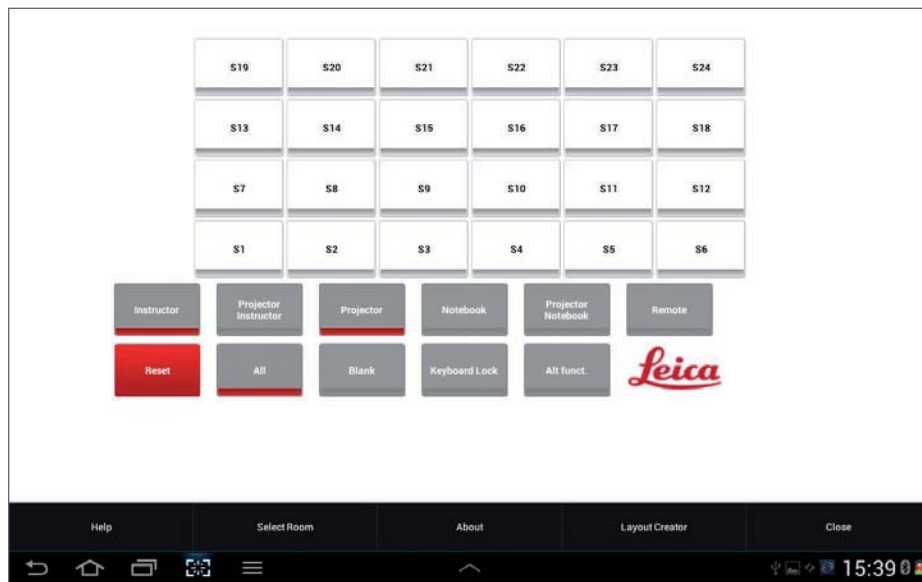 S19 S20 S21 S22 S23 S24
S13 S14 S15 S16 S17 S18
S7 S8 S9 S10 S11 S12
S1 S2 S3 S4 S5 S6
Instructor Projector Instructor Projector Notebook Projector Notebook Remote
Reset All Blank Keyboard Lock Alt funct. Leica
Help Select Room About Layout Creator Close
15:39